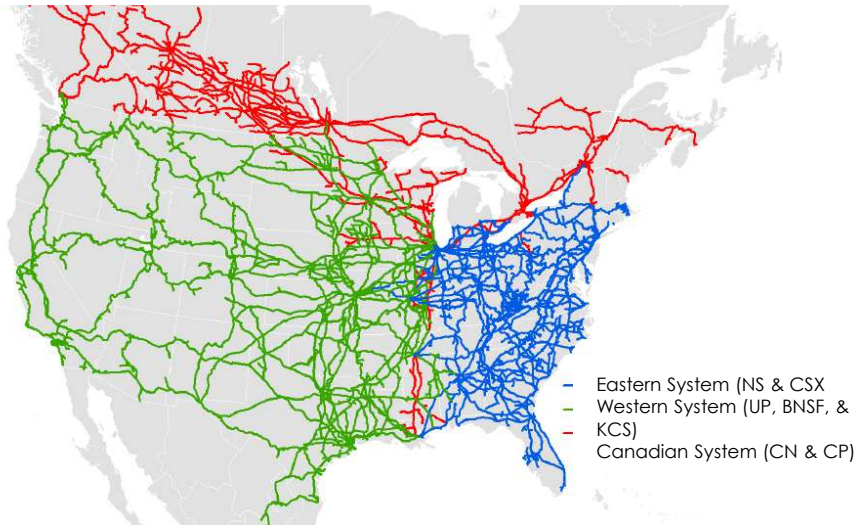 Eastern System (NS & CSX
Western System (UP, BNSF, &
KCS)
Canadian System (CN & CP)